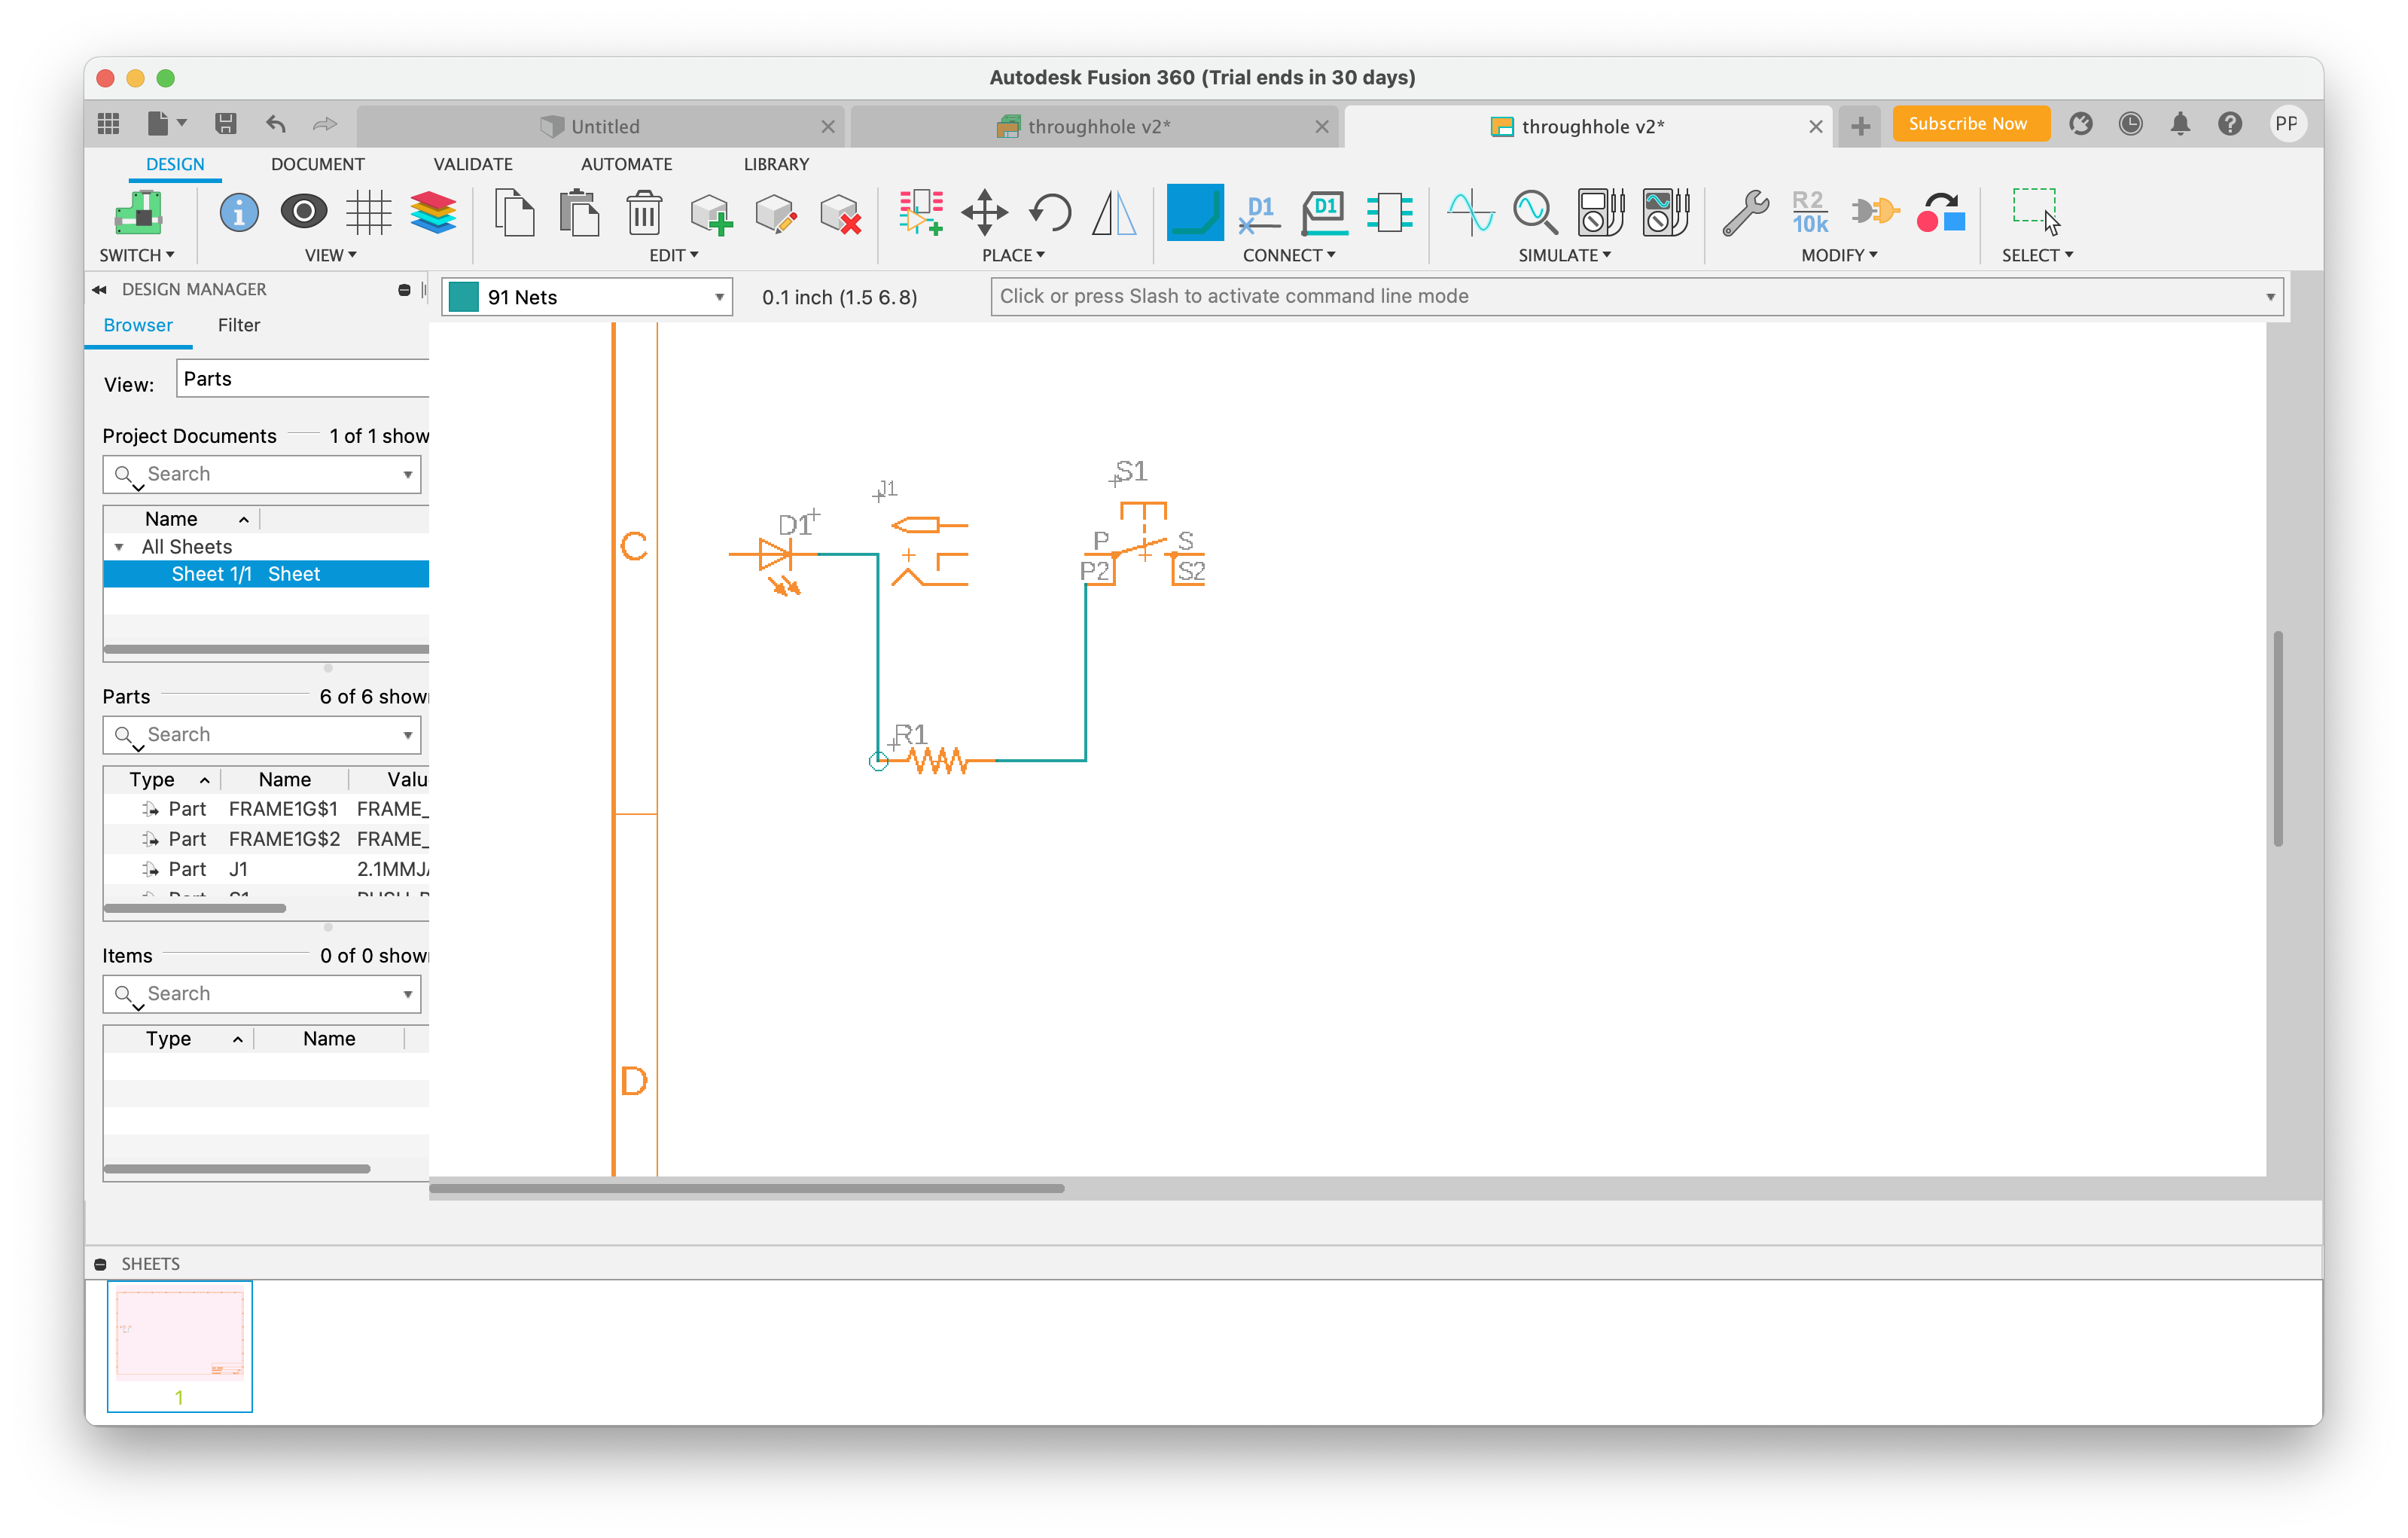 Autodesk Fusion 360 (Trial ends in 30 days)
Untitled
throughhole v2*
throughhole v2*
Subscribe Now
PP
DESIGN
DOCUMENT
VALIDATE
AUTOMATE
LIBRARY
D1
D1
R2
10k
SWITCH
VIEW
EDIT
PLACE
CONNECT
SIMULATE
MODIFY
SELECT
DESIGN MANAGER
91 Nets
0.1 inch (1.5 6.8)
Click or press Slash to activate command line mode
Browser
Filter
View:
Parts
Project Documents
1 of 1 show
Search
Name
All Sheets
Sheet 1/1 Sheet
Parts
6 of 6 show
Search
Type
Name
Valu
Part FRAME1G$1 FRAME_
Part FRAME1G$2 FRAME_
Part J1 2.1MMJ
Items
0 of 0 show
Search
Type
Name
C
D
S1
J1
D1
P
S
P2
S2
R1
SHEETS
1